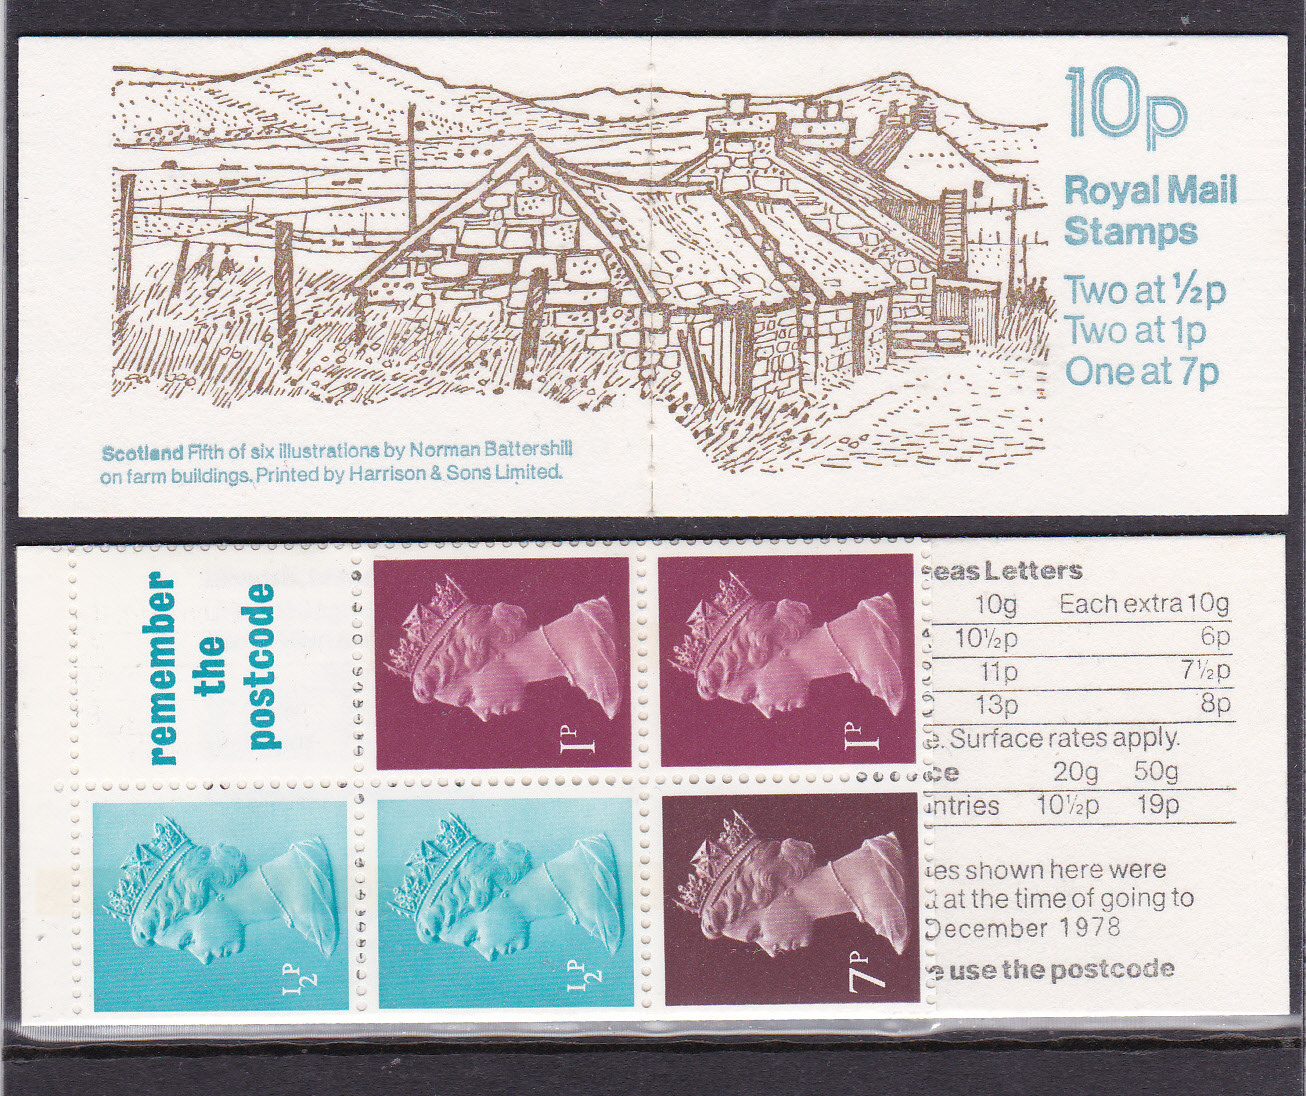 10p
Royal Mail
Stamps
Two at ½p
Two at 1p
One at 7p
Scotland Fifth of six illustrations by Norman Battershill
on farm buildings. Printed by Harrison & Sons Limited.
remember
the
postcode
1P
1P
½P
½P
7P
seas Letters
10g Each extra 10g
10½p 6p
11p 7½p
13p 8p
. Surface rates apply.
ce 20g 50g
untries 10½p 19p
es shown here were
at the time of going to
December 1978
e use the postcode